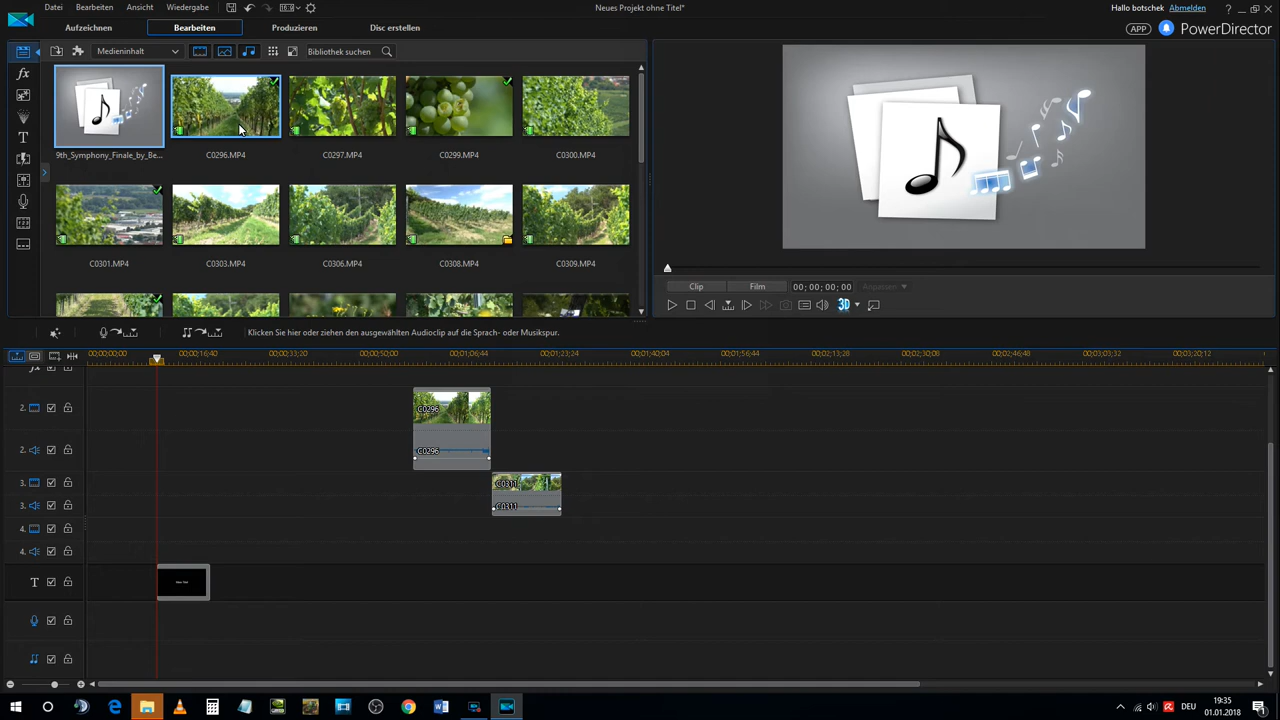 Datei Bearbeiten Ansicht Wiedergabe
Neues Projekt ohne Titel*
Hallo botschek Abmelden
Aufzeichnen Bearbeiten Produzieren Disc erstellen
APP PowerDirector
Medieninhalt
Bibliothek suchen
9th_Symphony_Finale_by_Be... C0296.MP4 C0297.MP4 C0299.MP4 C0300.MP4
C0301.MP4 C0303.MP4 C0306.MP4 C0308.MP4 C0309.MP4
Clip Film 00; 00; 00; 00 Anpassen
3D
Klicken Sie hier oder ziehen den ausgewählten Audioclip auf die Sprach- oder Musikspur.
00;00;00;00 00;00;16;40 00;00;33;20 00;00;50;00 00;01;06;44 00;01;23;24 00;01;40;04 00;01;56;44 00;02;13;28 00;02;30;08 00;02;46;48 00;03;03;32 00;03;20;12
2. C0296
2. C0296
3. C0311
3. C0311
4.
4.
T
DEU
19:35
01.01.2018